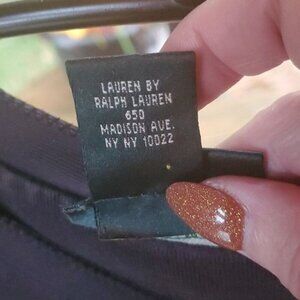 LAUREN BY
RALPH LAUREN
650
MADISON AVE.
NY NY 10022